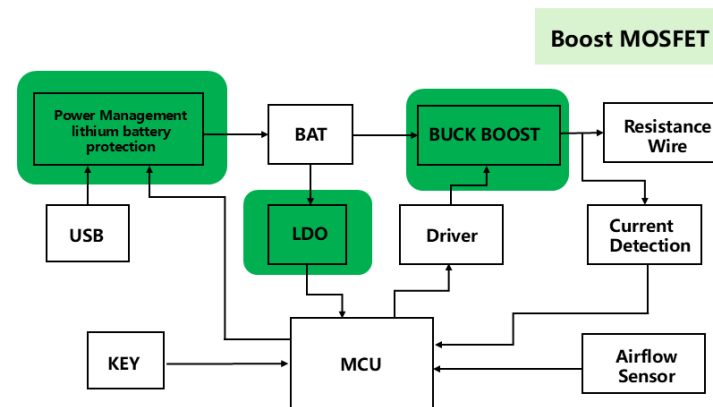 Boost MOSFET
Power Management
lithium battery
protection
BAT
BUCK BOOST
Resistance
Wire
USB
LDO
Driver
Current
Detection
KEY
MCU
Airflow
Sensor